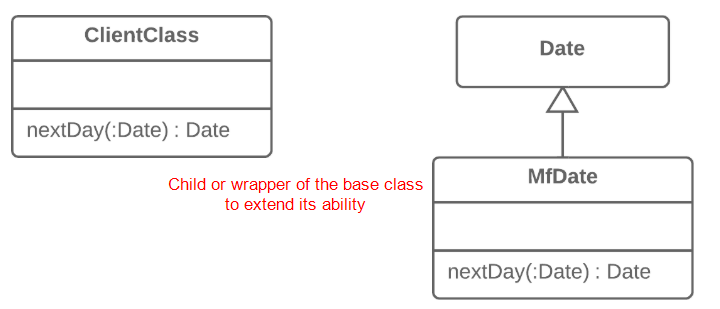 ClientClass
nextDay(:Date) : Date
Date
Child or wrapper of the base class
to extend its ability
MfDate
nextDay(:Date) : Date